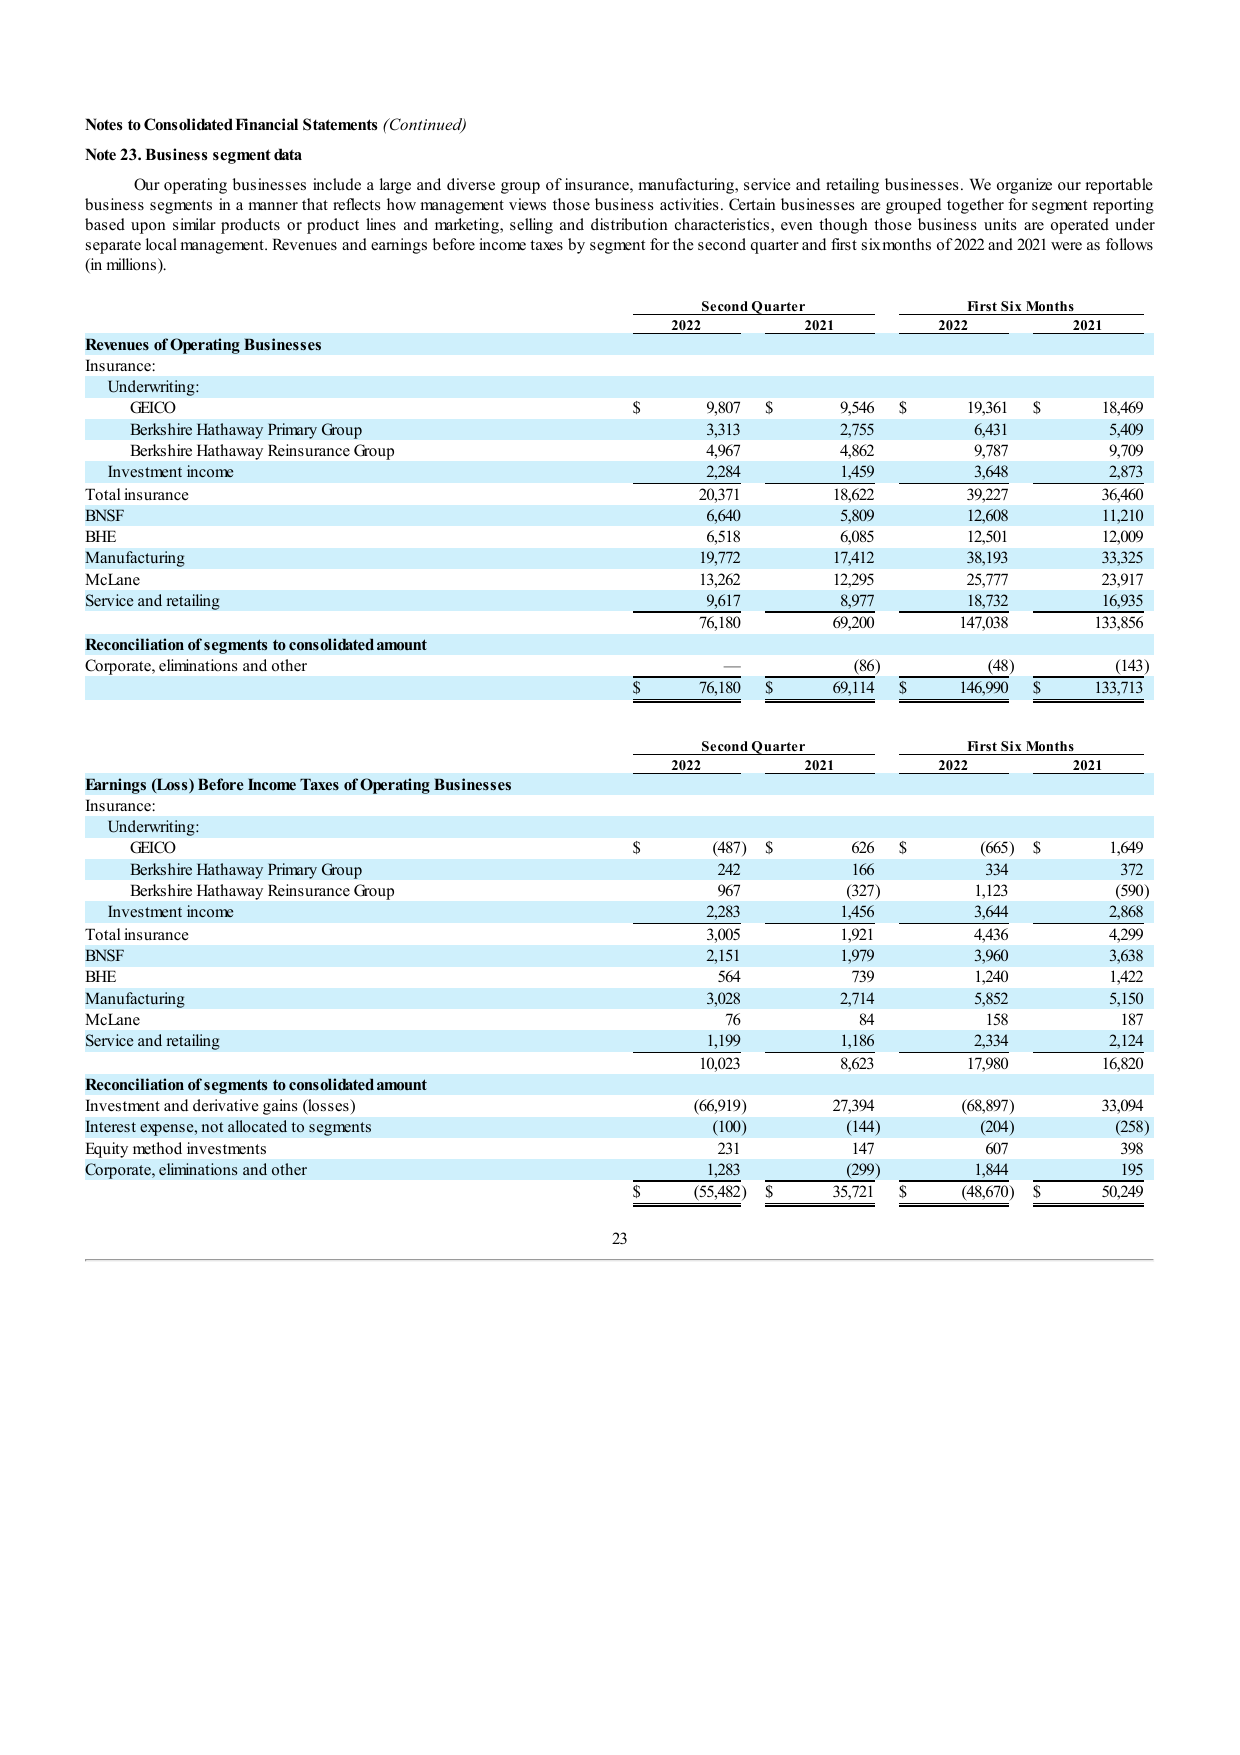 Notes to Consolidated Financial Statements (Continued)
Note 23. Business segment data
Our operating businesses include a large and diverse group of insurance, manufacturing, service and retailing businesses. We organize our reportable
business segments in a manner that reflects how management views those business activities. Certain businesses are grouped together for segment reporting
based upon similar products or product lines and marketing, selling and distribution characteristics, even though those business units are operated under
separate local management. Revenues and earnings before income taxes by segment for the second quarter and first six months of 2022 and 2021 were as follows
(in millions).
Second Quarter First Six Months
2022 2021 2022 2021
Revenues of Operating Businesses
Insurance:
Underwriting:
GEICO $ 9,807 $ 9,546 $ 19,361 $ 18,469
Berkshire Hathaway Primary Group 3,313 2,755 6,431 5,409
Berkshire Hathaway Reinsurance Group 4,967 4,862 9,787 9,709
Investment income 2,284 1,459 3,648 2,873
Total insurance 20,371 18,622 39,227 36,460
BNSF 6,640 5,809 12,608 11,210
BHE 6,518 6,085 12,501 12,009
Manufacturing 19,772 17,412 38,193 33,325
McLane 13,262 12,295 25,777 23,917
Service and retailing 9,617 8,977 18,732 16,935
76,180 69,200 147,038 133,856
Reconciliation of segments to consolidated amount
Corporate, eliminations and other — (86) (48) (143)
$ 76,180 $ 69,114 $ 146,990 $ 133,713
Second Quarter First Six Months
2022 2021 2022 2021
Earnings (Loss) Before Income Taxes of Operating Businesses
Insurance:
Underwriting:
GEICO $ (487) $ 626 $ (665) $ 1,649
Berkshire Hathaway Primary Group 242 166 334 372
Berkshire Hathaway Reinsurance Group 967 (327) 1,123 (590)
Investment income 2,283 1,456 3,644 2,868
Total insurance 3,005 1,921 4,436 4,299
BNSF 2,151 1,979 3,960 3,638
BHE 564 739 1,240 1,422
Manufacturing 3,028 2,714 5,852 5,150
McLane 76 84 158 187
Service and retailing 1,199 1,186 2,334 2,124
10,023 8,623 17,980 16,820
Reconciliation of segments to consolidated amount
Investment and derivative gains (losses) (66,919) 27,394 (68,897) 33,094
Interest expense, not allocated to segments (100) (144) (204) (258)
Equity method investments 231 147 607 398
Corporate, eliminations and other 1,283 (299) 1,844 195
$ (55,482) $ 35,721 $ (48,670) $ 50,249
23